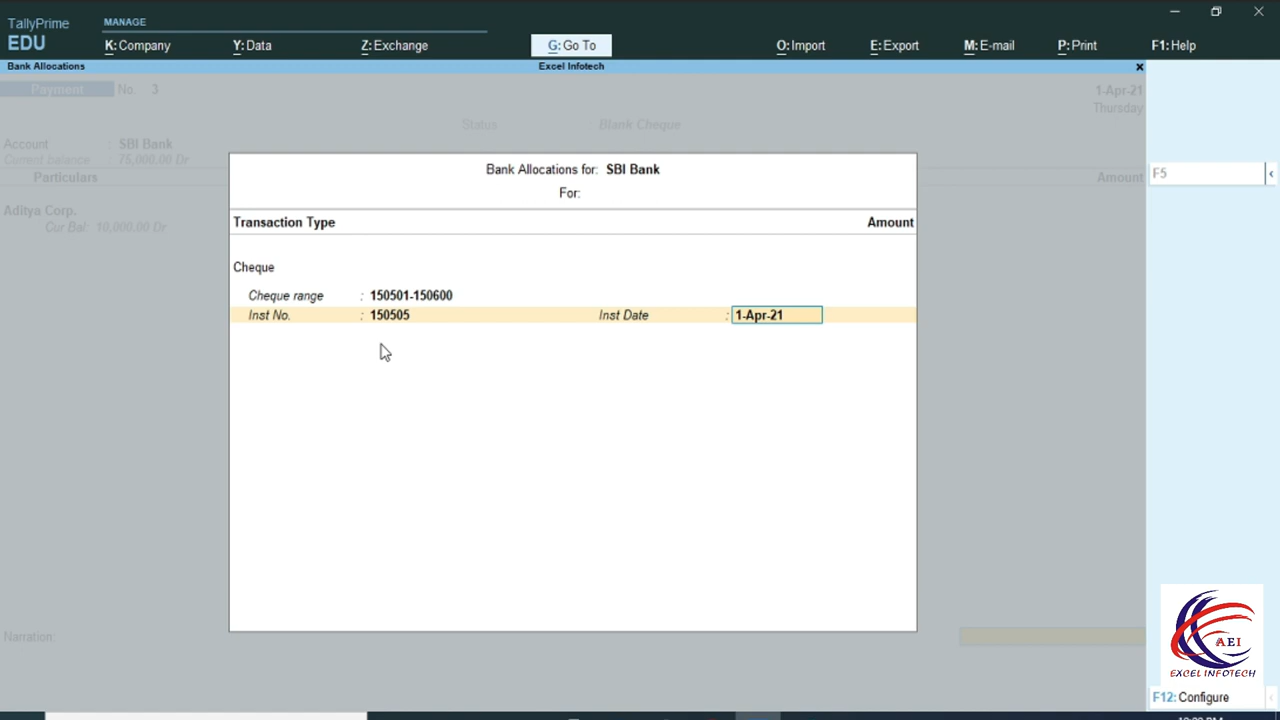 TallyPrime
EDU
MANAGE
K: Company
Y: Data
Z: Exchange
G: Go To
O: Import
E: Export
M: E-mail
P: Print
F1: Help
Bank Allocations
Excel Infotech
Payment No. 3
1-Apr-21
Thursday
Status Blank Cheque
Account : SBI Bank
Current balance : 75,000.00 Dr
Particulars
Amount
Aditya Corp.
Cur Bal: 10,000.00 Dr
Bank Allocations for: SBI Bank
For:
Transaction Type Amount
Cheque
Cheque range : 150501-150600
Inst No. : 150505 Inst Date : 1-Apr-21
F5
Narration:
AEI
EXCEL INFOTECH
F12: Configure